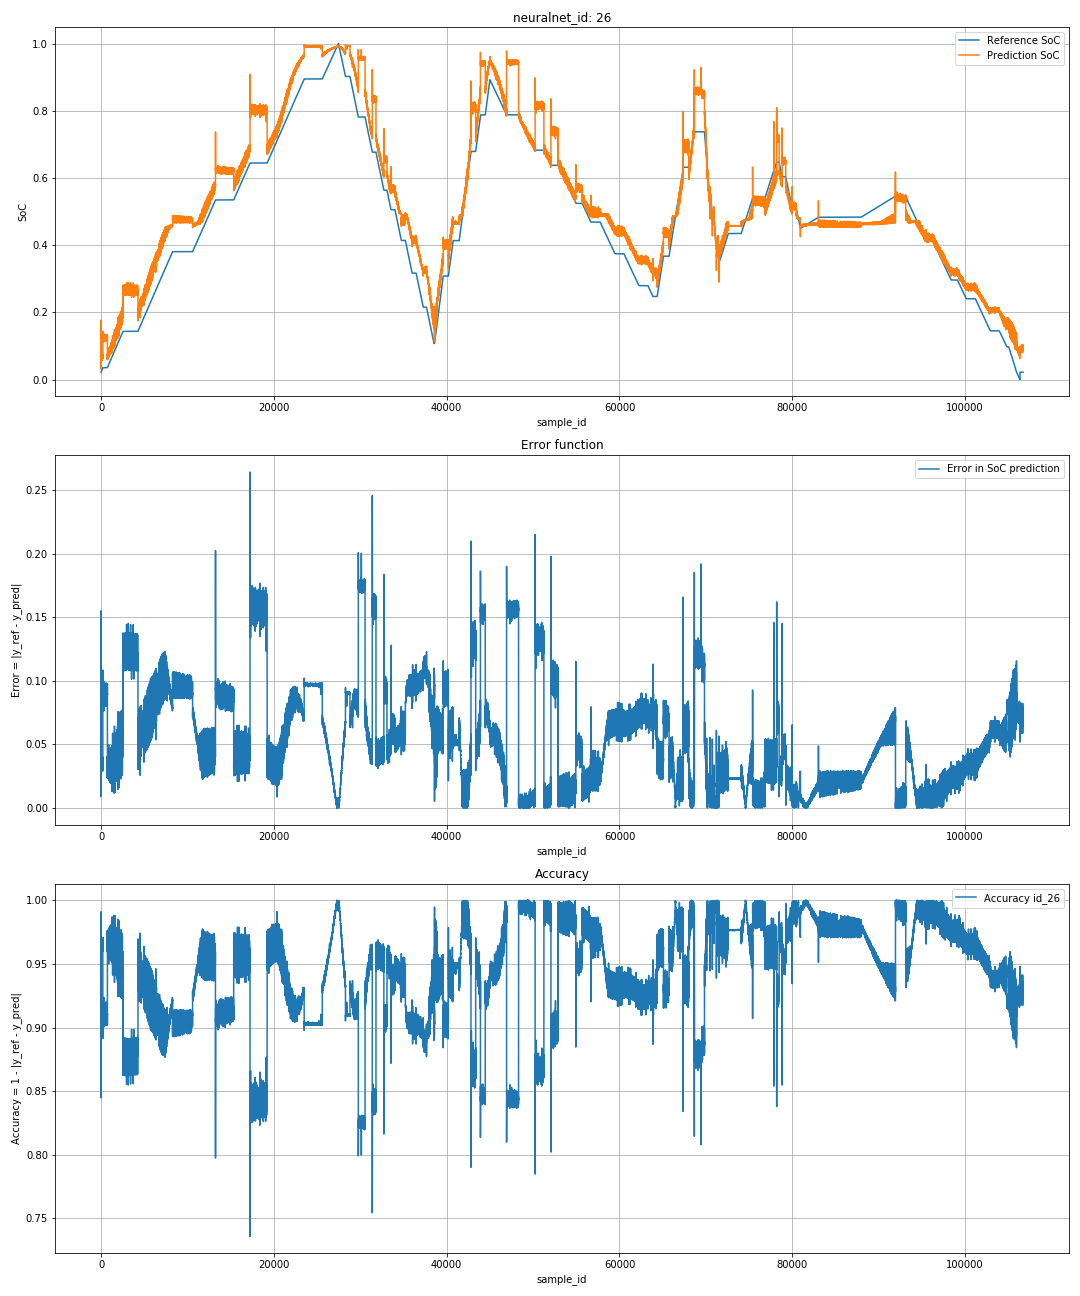 neuralnet_id: 26
Reference SoC
Prediction SoC
1.0
0.8
0.6
0.4
0.2
0.0
SoC
0 20000 40000 60000 80000 100000
sample_id
Error function
Error in SoC prediction
0.25
0.20
0.15
0.10
0.05
0.00
Error = |y_ref - y_pred|
0 20000 40000 60000 80000 100000
sample_id
Accuracy
Accuracy id_26
1.00
0.95
0.90
0.85
0.80
0.75
Accuracy = 1 - |y_ref - y_pred|
0 20000 40000 60000 80000 100000
sample_id